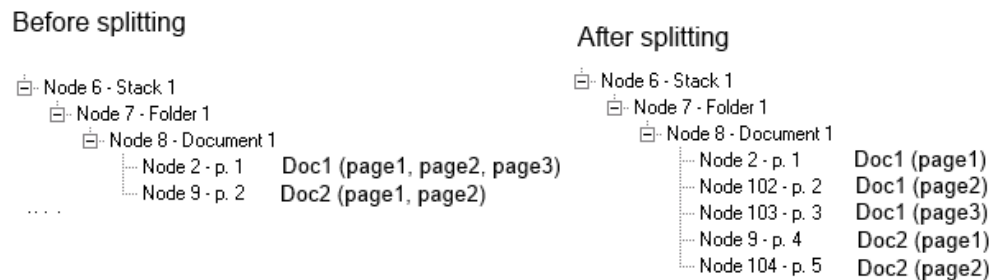 Before splitting
Node 6 - Stack 1
Node 7 - Folder 1
Node 8 - Document 1
Node 2 - p. 1 Doc1 (page1, page2, page3)
Node 9 - p. 2 Doc2 (page1, page2)
.. . .
After splitting
Node 6 - Stack 1
Node 7 - Folder 1
Node 8 - Document 1
Node 2 - p. 1 Doc1 (page1)
Node 102 - p. 2 Doc1 (page2)
Node 103 - p. 3 Doc1 (page3)
Node 9 - p. 4 Doc2 (page1)
Node 104 - p. 5 Doc2 (page2)